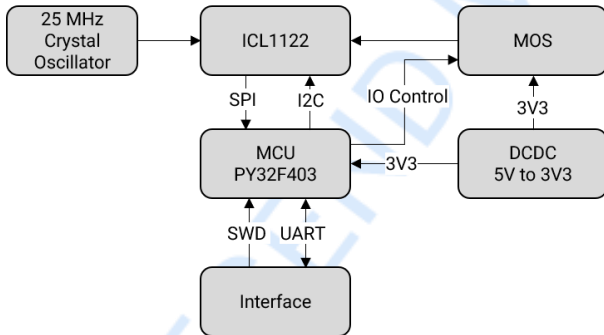 25 MHz
Crystal
Oscillator
ICL1122
MOS
SPI
I2C
IO Control
3V3
MCU
PY32F403
3V3
DCDC
5V to 3V3
SWD
UART
Interface